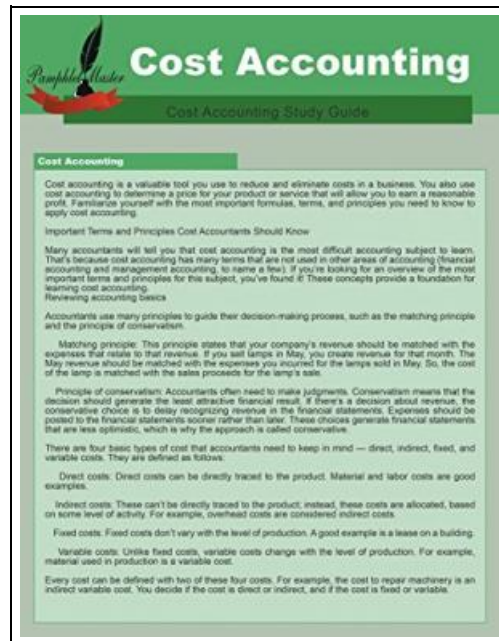 Pamphlet Master
Cost Accounting
Cost Accounting Study Guide
Cost Accounting
Cost accounting is a valuable tool you use to reduce and eliminate costs in a business. You also use
cost accounting to determine a price for your product or service that will allow you to earn a reasonable
profit. Familiarize yourself with the most important formulas, terms, and principles you need to know to
apply cost accounting.
Important Terms and Principles Cost Accountants Should Know
Many accountants will tell you that cost accounting is the most difficult accounting subject to learn.
That's because cost accounting has many terms that are not used in other areas of accounting (financial
accounting and management accounting, to name a few). If you're looking for an overview of the most
important terms and principles for this subject, you've found it! These concepts provide a foundation for
learning cost accounting.
Reviewing accounting basics
Accountants use many principles to guide their decision-making process, such as the matching principle
and the principle of conservatism.
Matching principle: This principle states that your company's revenue should be matched with the
expenses that relate to that revenue. If you sell lamps in May, you create revenue for that month. The
May revenue should be matched with the expenses you incurred for the lamps sold in May. So, the cost
of the lamp is matched with the sales proceeds for the lamp's sale.
Principle of conservatism: Accountants often need to make judgments. Conservatism means that the
decision should generate the least attractive financial result. If there's a decision about revenue, the
conservative choice is to delay recognizing revenue in the financial statements. Expenses should be
posted to the financial statements sooner rather than later. These choices generate financial statements
that are less optimistic, which is why the approach is called conservative.
There are four basic types of cost that accountants need to keep in mind — direct, indirect, fixed, and
variable costs. They are defined as follows:
Direct costs: Direct costs can be directly traced to the product. Material and labor costs are good
examples.
Indirect costs: These can't be directly traced to the product; instead, these costs are allocated, based
on some level of activity. For example, overhead costs are considered indirect costs.
Fixed costs: Fixed costs don't vary with the level of production. A good example is a lease on a building.
Variable costs: Unlike fixed costs, variable costs change with the level of production. For example,
material used in production is a variable cost.
Every cost can be defined with two of these four costs. For example, the cost to repair machinery is an
indirect variable cost. You decide if the cost is direct or indirect, and if the cost is fixed or variable.